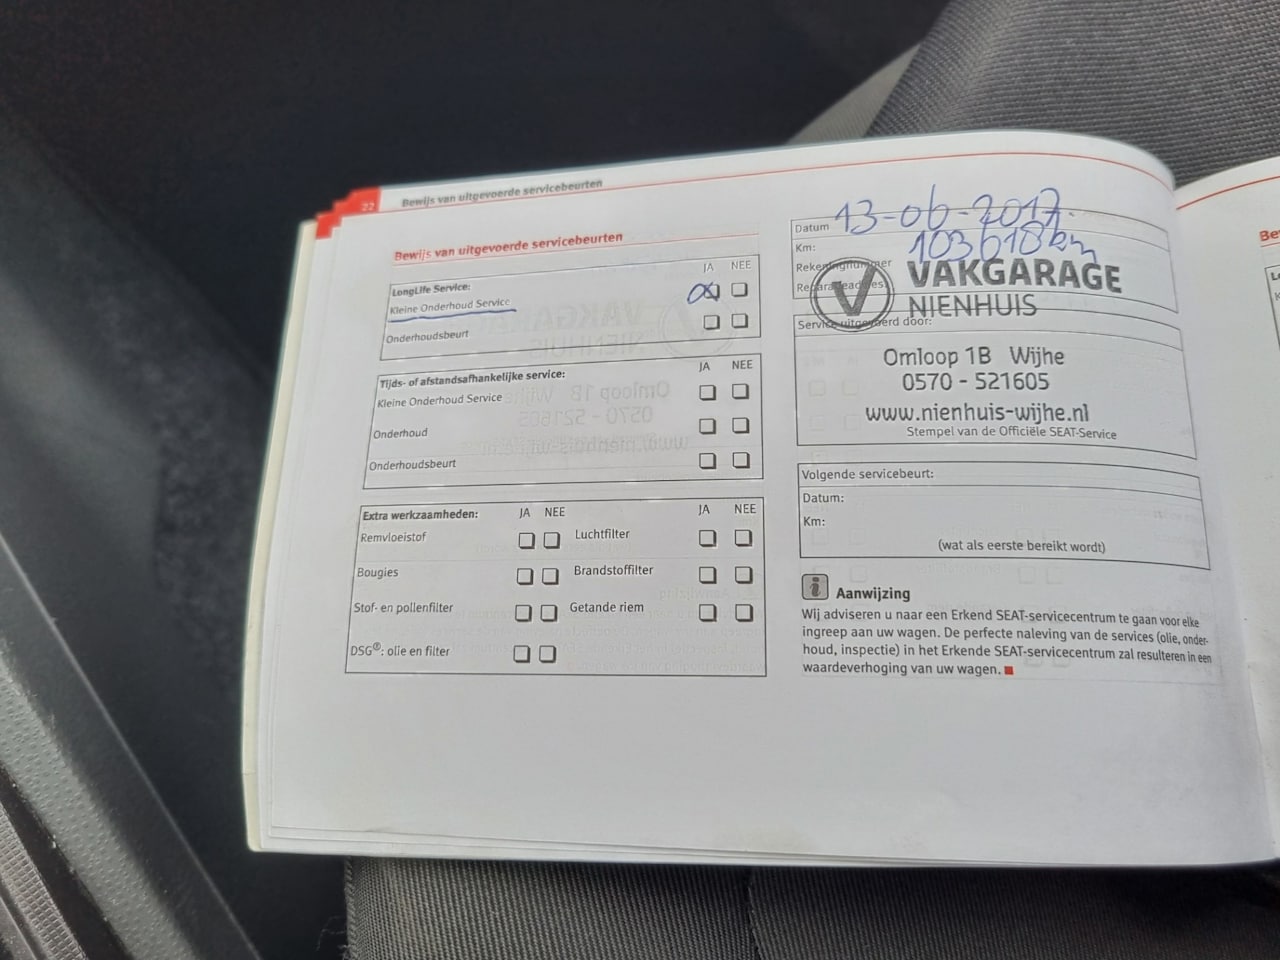 22 Bewijs van uitgevoerde servicebeurten
Bewijs van uitgevoerde servicebeurten
JA NEE
LongLife Service:
Kleine Onderhoud Service
Onderhoudsbeurt
JA NEE
Tijds- of afstandsafhankelijke service:
Kleine Onderhoud Service
Onderhoud
Onderhoudsbeurt
Extra werkzaamheden: JA NEE JA NEE
Remvloeistof Luchtfilter
Bougies Brandstoffilter
Stof- en pollenfilter Getande riem
DSG®: olie en filter
Datum 13-06-2017.
Km: 103618 km
Rekeningnummer
VAKGARAGE
NIENHUIS
Service uitgevoerd door:
Omloop 1B Wijhe
0570 - 521605
www.nienhuis-wijhe.nl
Stempel van de Officiële SEAT-Service
Volgende servicebeurt:
Datum:
Km:
(wat als eerste bereikt wordt)
Aanwijzing
Wij adviseren u naar een Erkend SEAT-servicecentrum te gaan voor elke
ingreep aan uw wagen. De perfecte naleving van de services (olie, onder-
houd, inspectie) in het Erkende SEAT-servicecentrum zal resulteren in een
waardeverhoging van uw wagen.